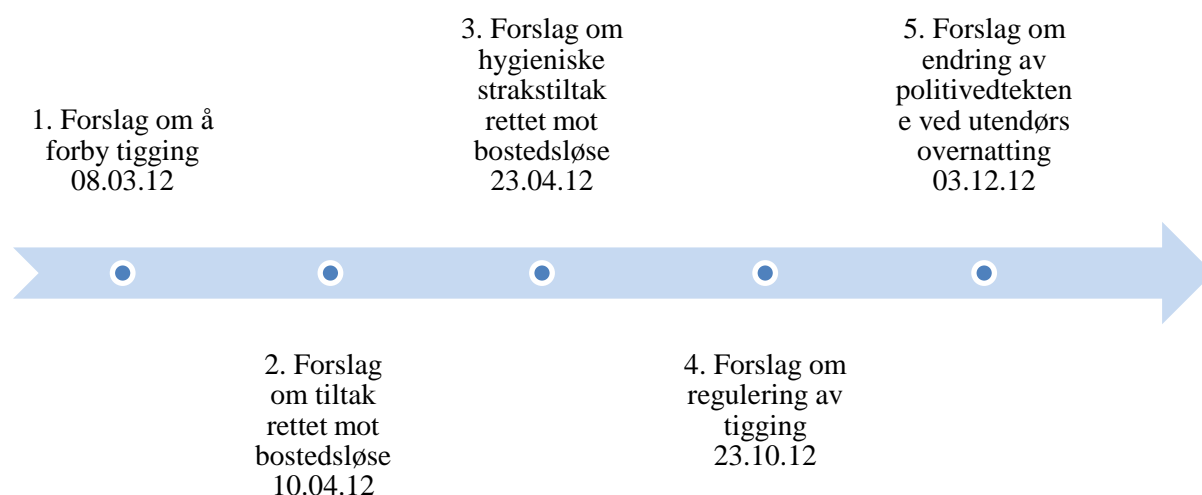 1. Forslag om å
forby tigging
08.03.12
2. Forslag
om tiltak
rettet mot
bostedsløse
10.04.12
3. Forslag om
hygieniske
strakstiltak
rettet mot
bostedsløse
23.04.12
4. Forslag om
regulering av
tigging
23.10.12
5. Forslag om
endring av
politivedtekten
e ved utendørs
overnatting
03.12.12